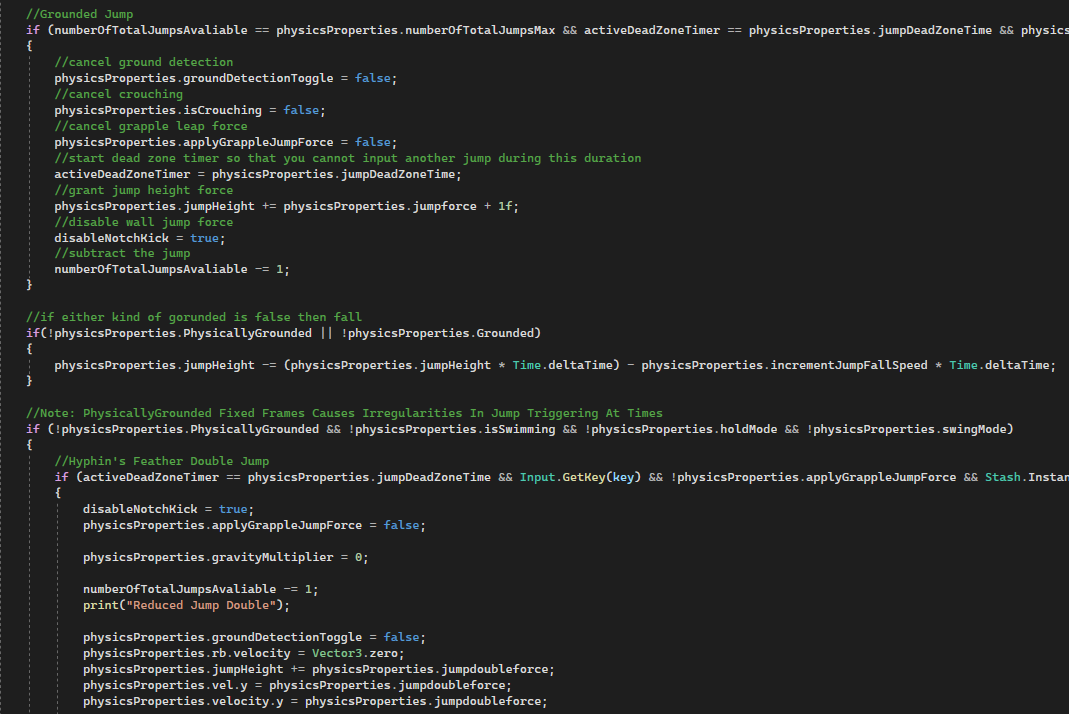 //Grounded Jump
if (numberOfTotalJumpsAvaliable == physicsProperties.numberOfTotalJumpsMax && activeDeadZoneTimer == physicsProperties.jumpDeadZoneTime && physics
{
//cancel ground detection
physicsProperties.groundDetectionToggle = false;
//cancel crouching
physicsProperties.isCrouching = false;
//cancel grapple leap force
physicsProperties.applyGrappleJumpForce = false;
//start dead zone timer so that you cannot input another jump during this duration
activeDeadZoneTimer = physicsProperties.jumpDeadZoneTime;
//grant jump height force
physicsProperties.jumpHeight += physicsProperties.jumpforce + 1f;
//disable wall jump force
disableNotchKick = true;
//subtract the jump
numberOfTotalJumpsAvaliable -= 1;
}
//if either kind of gorunded is false then fall
if(!physicsProperties.PhysicallyGrounded || !physicsProperties.Grounded)
{
physicsProperties.jumpHeight -= (physicsProperties.jumpHeight * Time.deltaTime) - physicsProperties.incrementJumpFallSpeed * Time.deltaTime;
}
//Note: PhysicallyGrounded Fixed Frames Causes Irregularities In Jump Triggering At Times
if (!physicsProperties.PhysicallyGrounded && !physicsProperties.isSwimming && !physicsProperties.holdMode && !physicsProperties.swingMode)
{
//Hyphin's Feather Double Jump
if (activeDeadZoneTimer == physicsProperties.jumpDeadZoneTime && Input.GetKey(key) && !physicsProperties.applyGrappleJumpForce && Stash.Instan
{
disableNotchKick = true;
physicsProperties.applyGrappleJumpForce = false;
physicsProperties.gravityMultiplier = 0;
numberOfTotalJumpsAvaliable -= 1;
print("Reduced Jump Double");
physicsProperties.groundDetectionToggle = false;
physicsProperties.rb.velocity = Vector3.zero;
physicsProperties.jumpHeight += physicsProperties.jumpdoubleforce;
physicsProperties.vel.y = physicsProperties.jumpdoubleforce;
physicsProperties.velocity.y = physicsProperties.jumpdoubleforce;